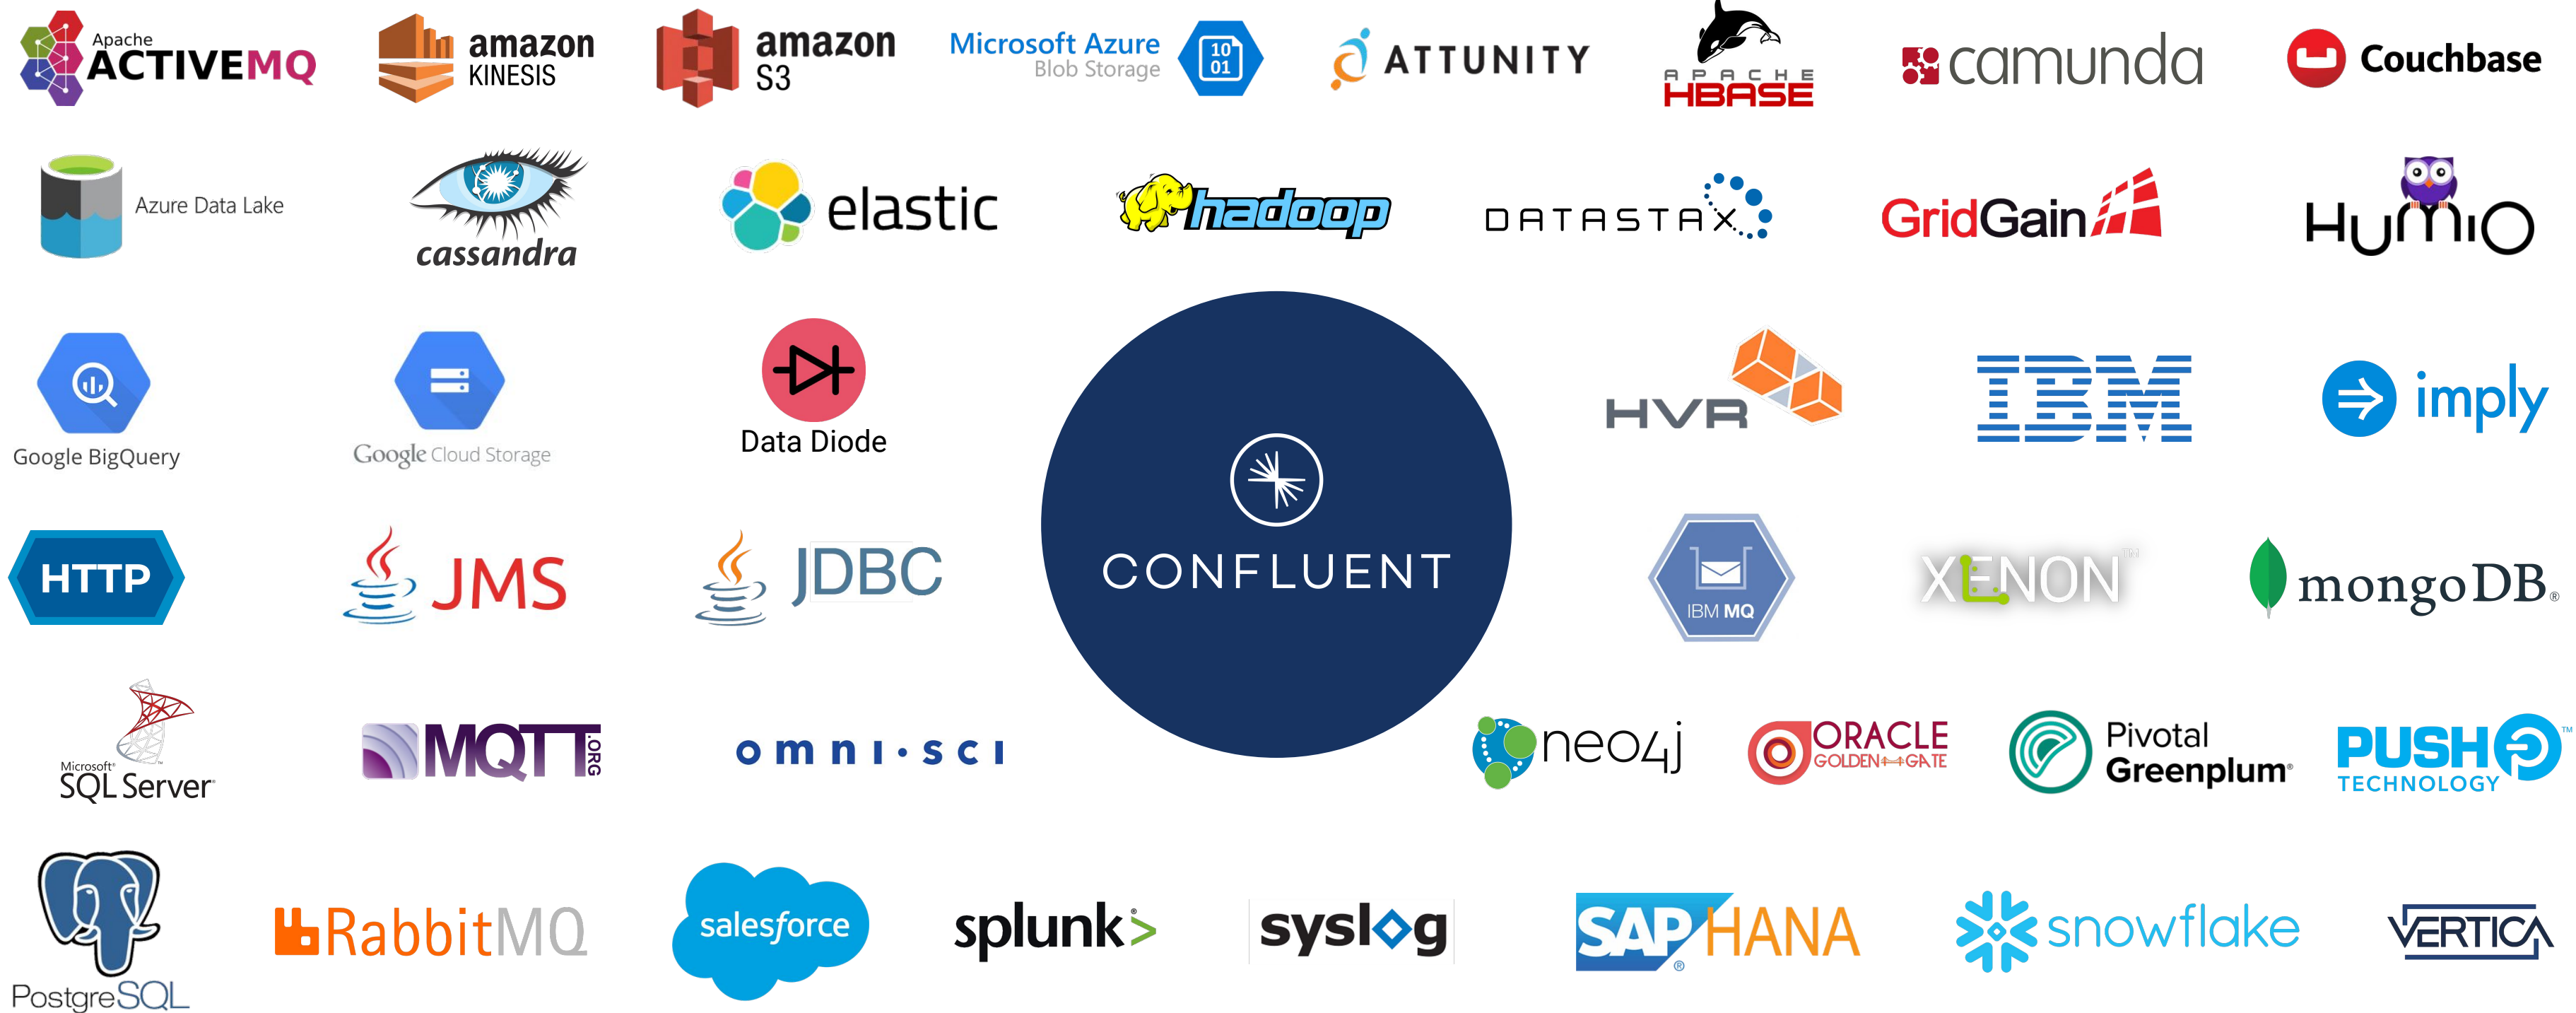 Apache
ACTIVEMQ
amazon
KINESIS
amazon
S3
Microsoft Azure
Blob Storage
10
01
ATTUNITY
APACHE
HBASE
camunda
Couchbase
Azure Data Lake
cassandra
elastic
hadoop
DATASTAX
GridGain
HUMIO
Google BigQuery
Google Cloud Storage
Data Diode
CONFLUENT
HVR
IBM
imply
HTTP
JMS
JDBC
IBM MQ
XENON™
mongoDB®
Microsoft®
SQL Server®
MQTT.ORG
omni·sci
neo4j
ORACLE
GOLDEN GATE
Pivotal
Greenplum®
PUSH™
TECHNOLOGY
PostgreSQL
RabbitMQ
salesforce
splunk®>
syslog
SAP® HANA
snowflake
VERTICA